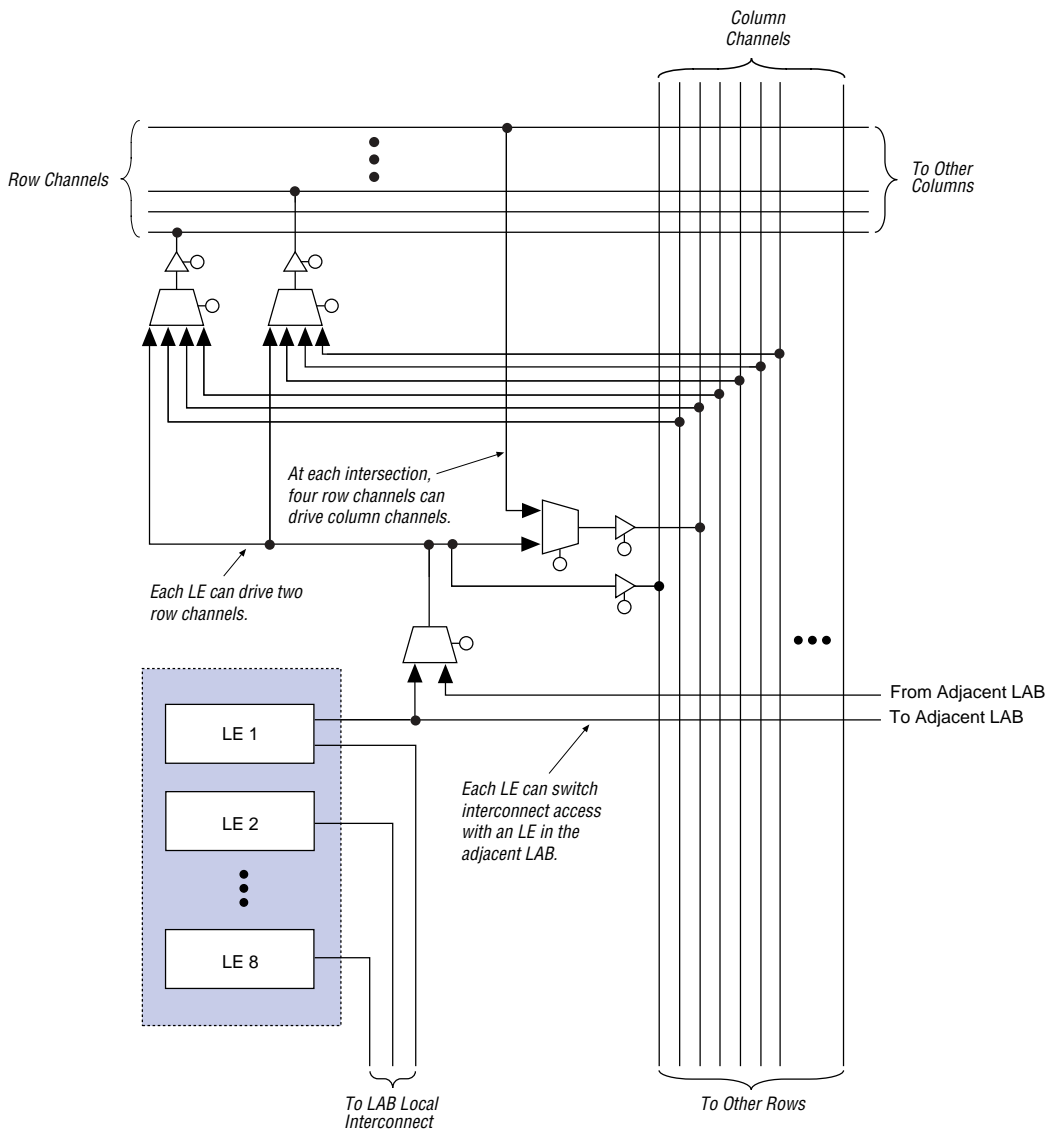 Column
Channels
Row Channels
To Other
Columns
At each intersection,
four row channels can
drive column channels.
Each LE can drive two
row channels.
From Adjacent LAB
To Adjacent LAB
LE 1
Each LE can switch
interconnect access
with an LE in the
adjacent LAB.
LE 2
LE 8
To LAB Local
Interconnect
To Other Rows